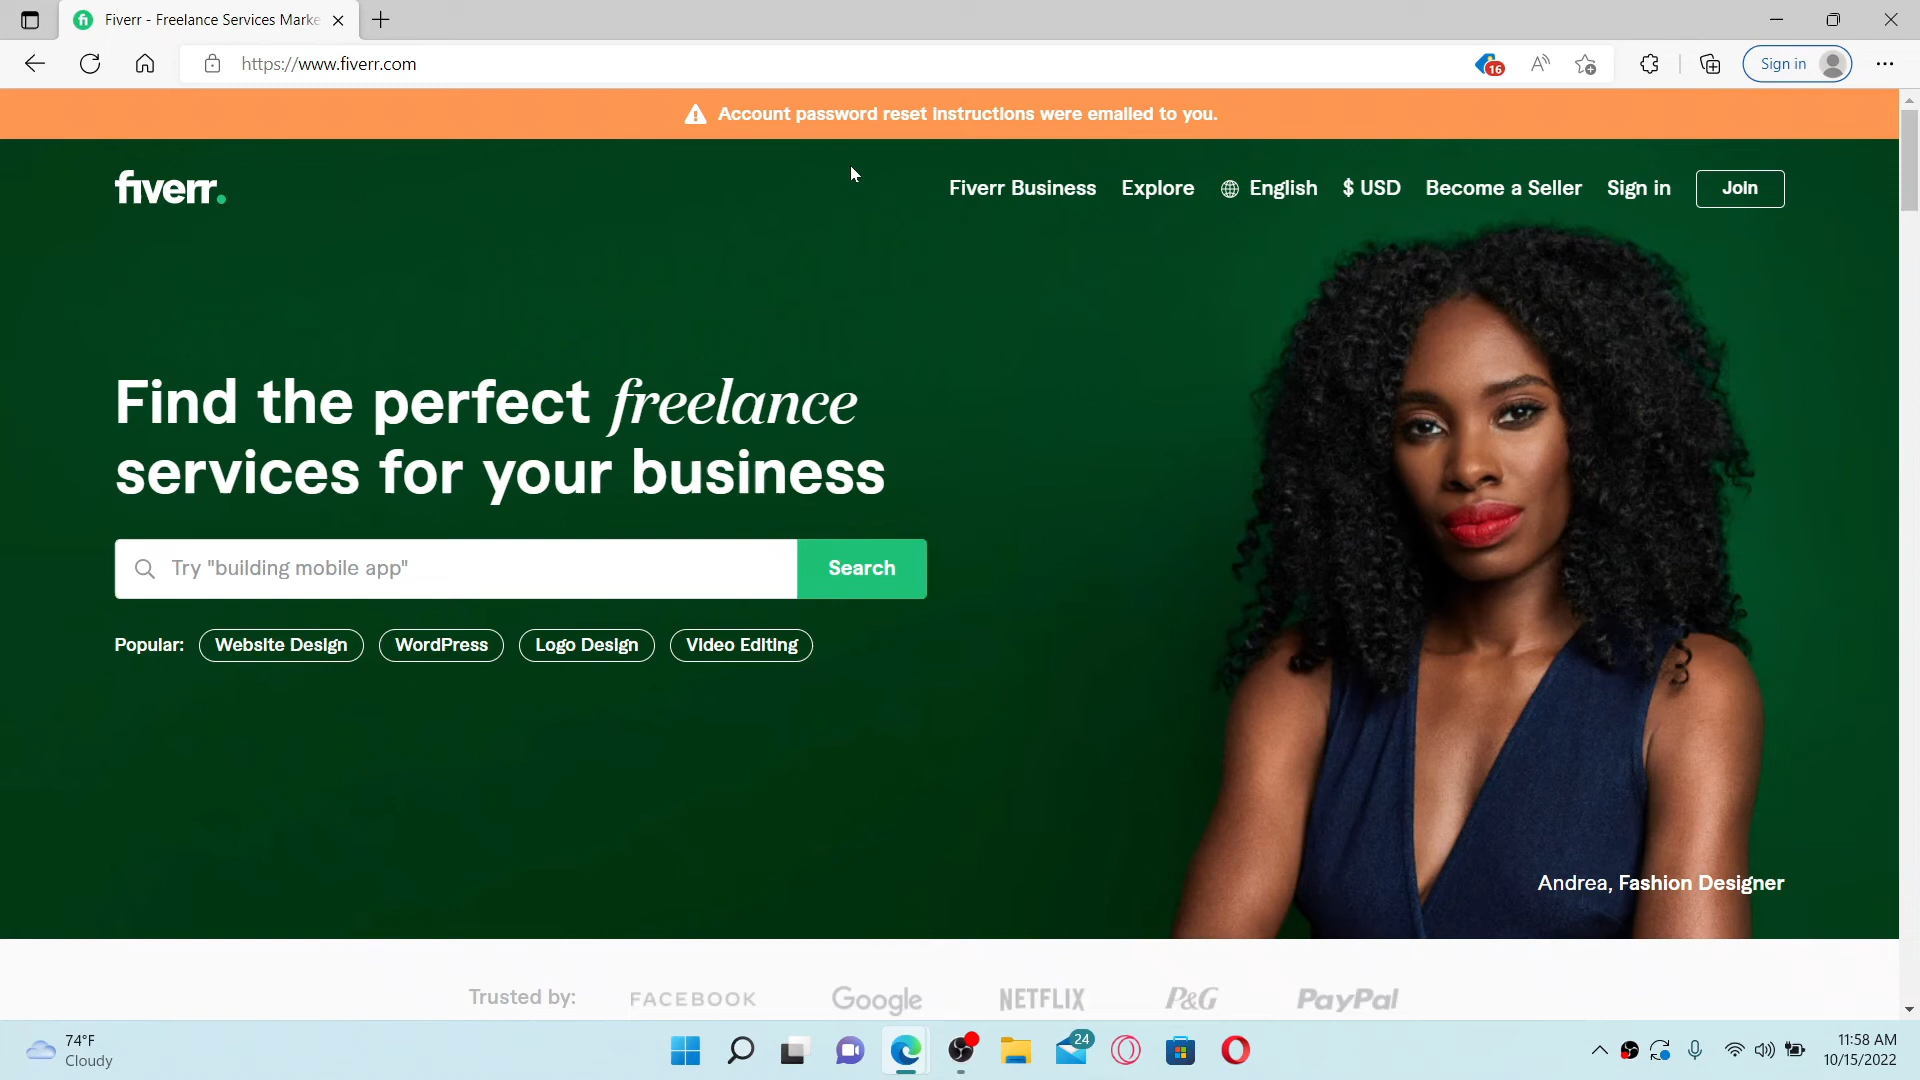 Fiverr - Freelance Services Marke
https://www.fiverr.com
16
Sign in
Account password reset instructions were emailed to you.
fiverr.
Fiverr Business
Explore
English
$ USD
Become a Seller
Sign in
Join
Find the perfect freelance
services for your business
Try "building mobile app"
Search
Popular:
Website Design
WordPress
Logo Design
Video Editing
Andrea, Fashion Designer
Trusted by:
FACEBOOK
Google
NETFLIX
P&G
PayPal
74°F
Cloudy
24
11:58 AM
10/15/2022